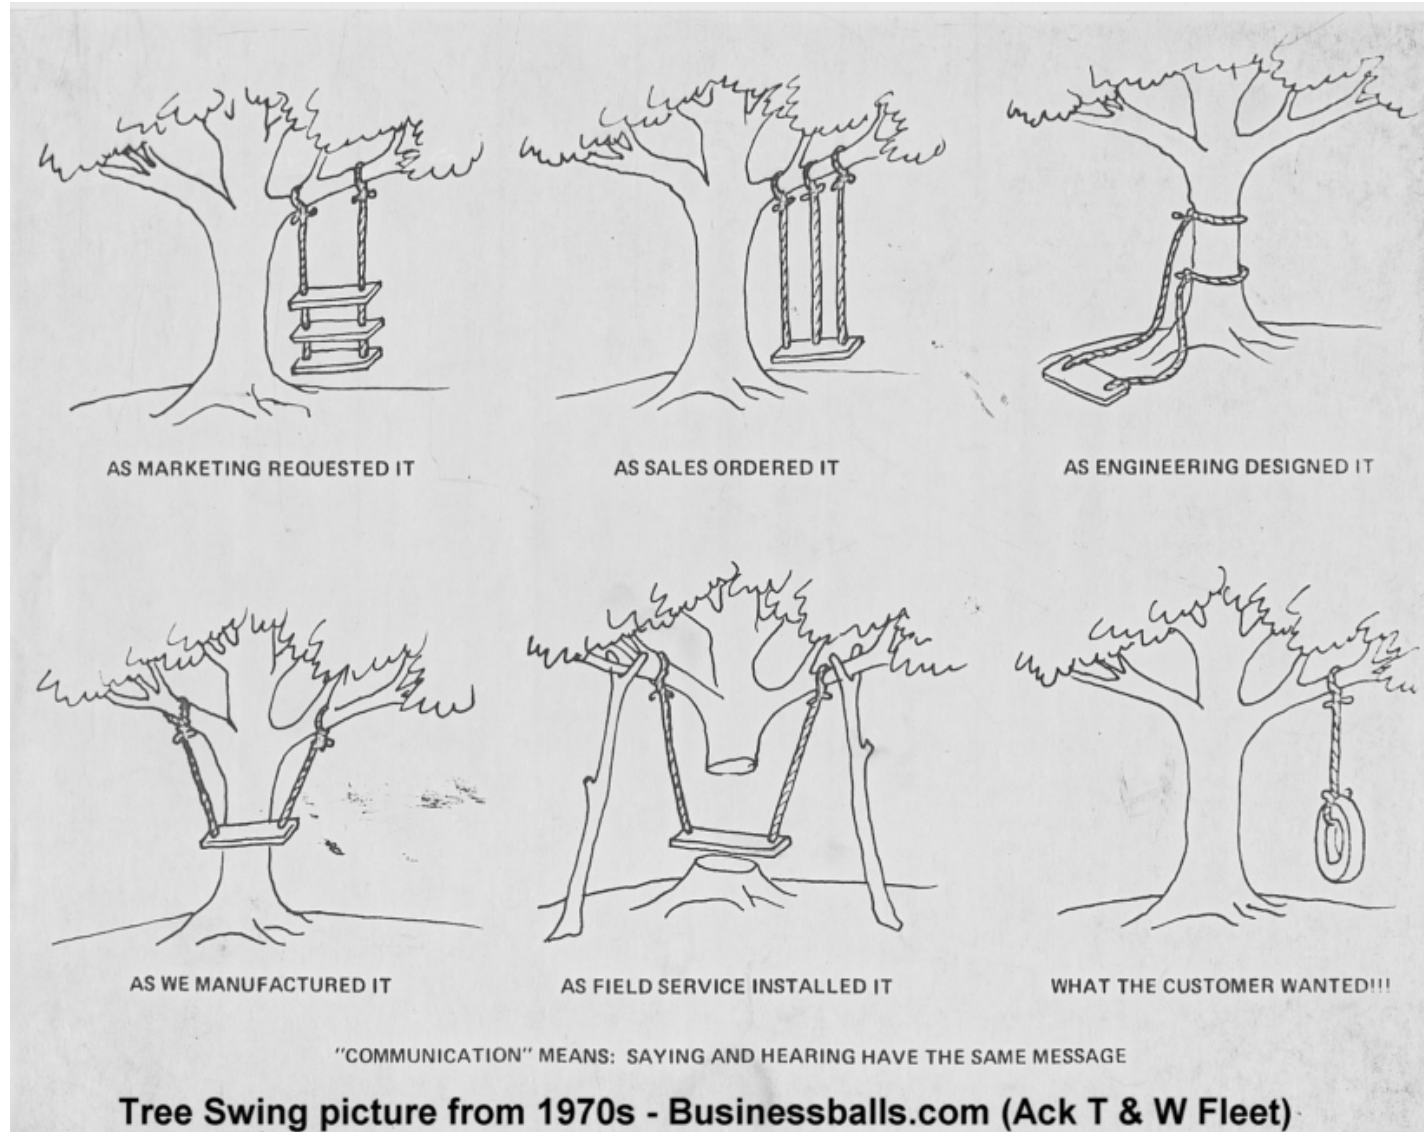 AS MARKETING REQUESTED IT
AS SALES ORDERED IT
AS ENGINEERING DESIGNED IT
AS WE MANUFACTURED IT
AS FIELD SERVICE INSTALLED IT
WHAT THE CUSTOMER WANTED!!!
"COMMUNICATION" MEANS: SAYING AND HEARING HAVE THE SAME MESSAGE
Tree Swing picture from 1970s - Businessballs.com (Ack T & W Fleet)